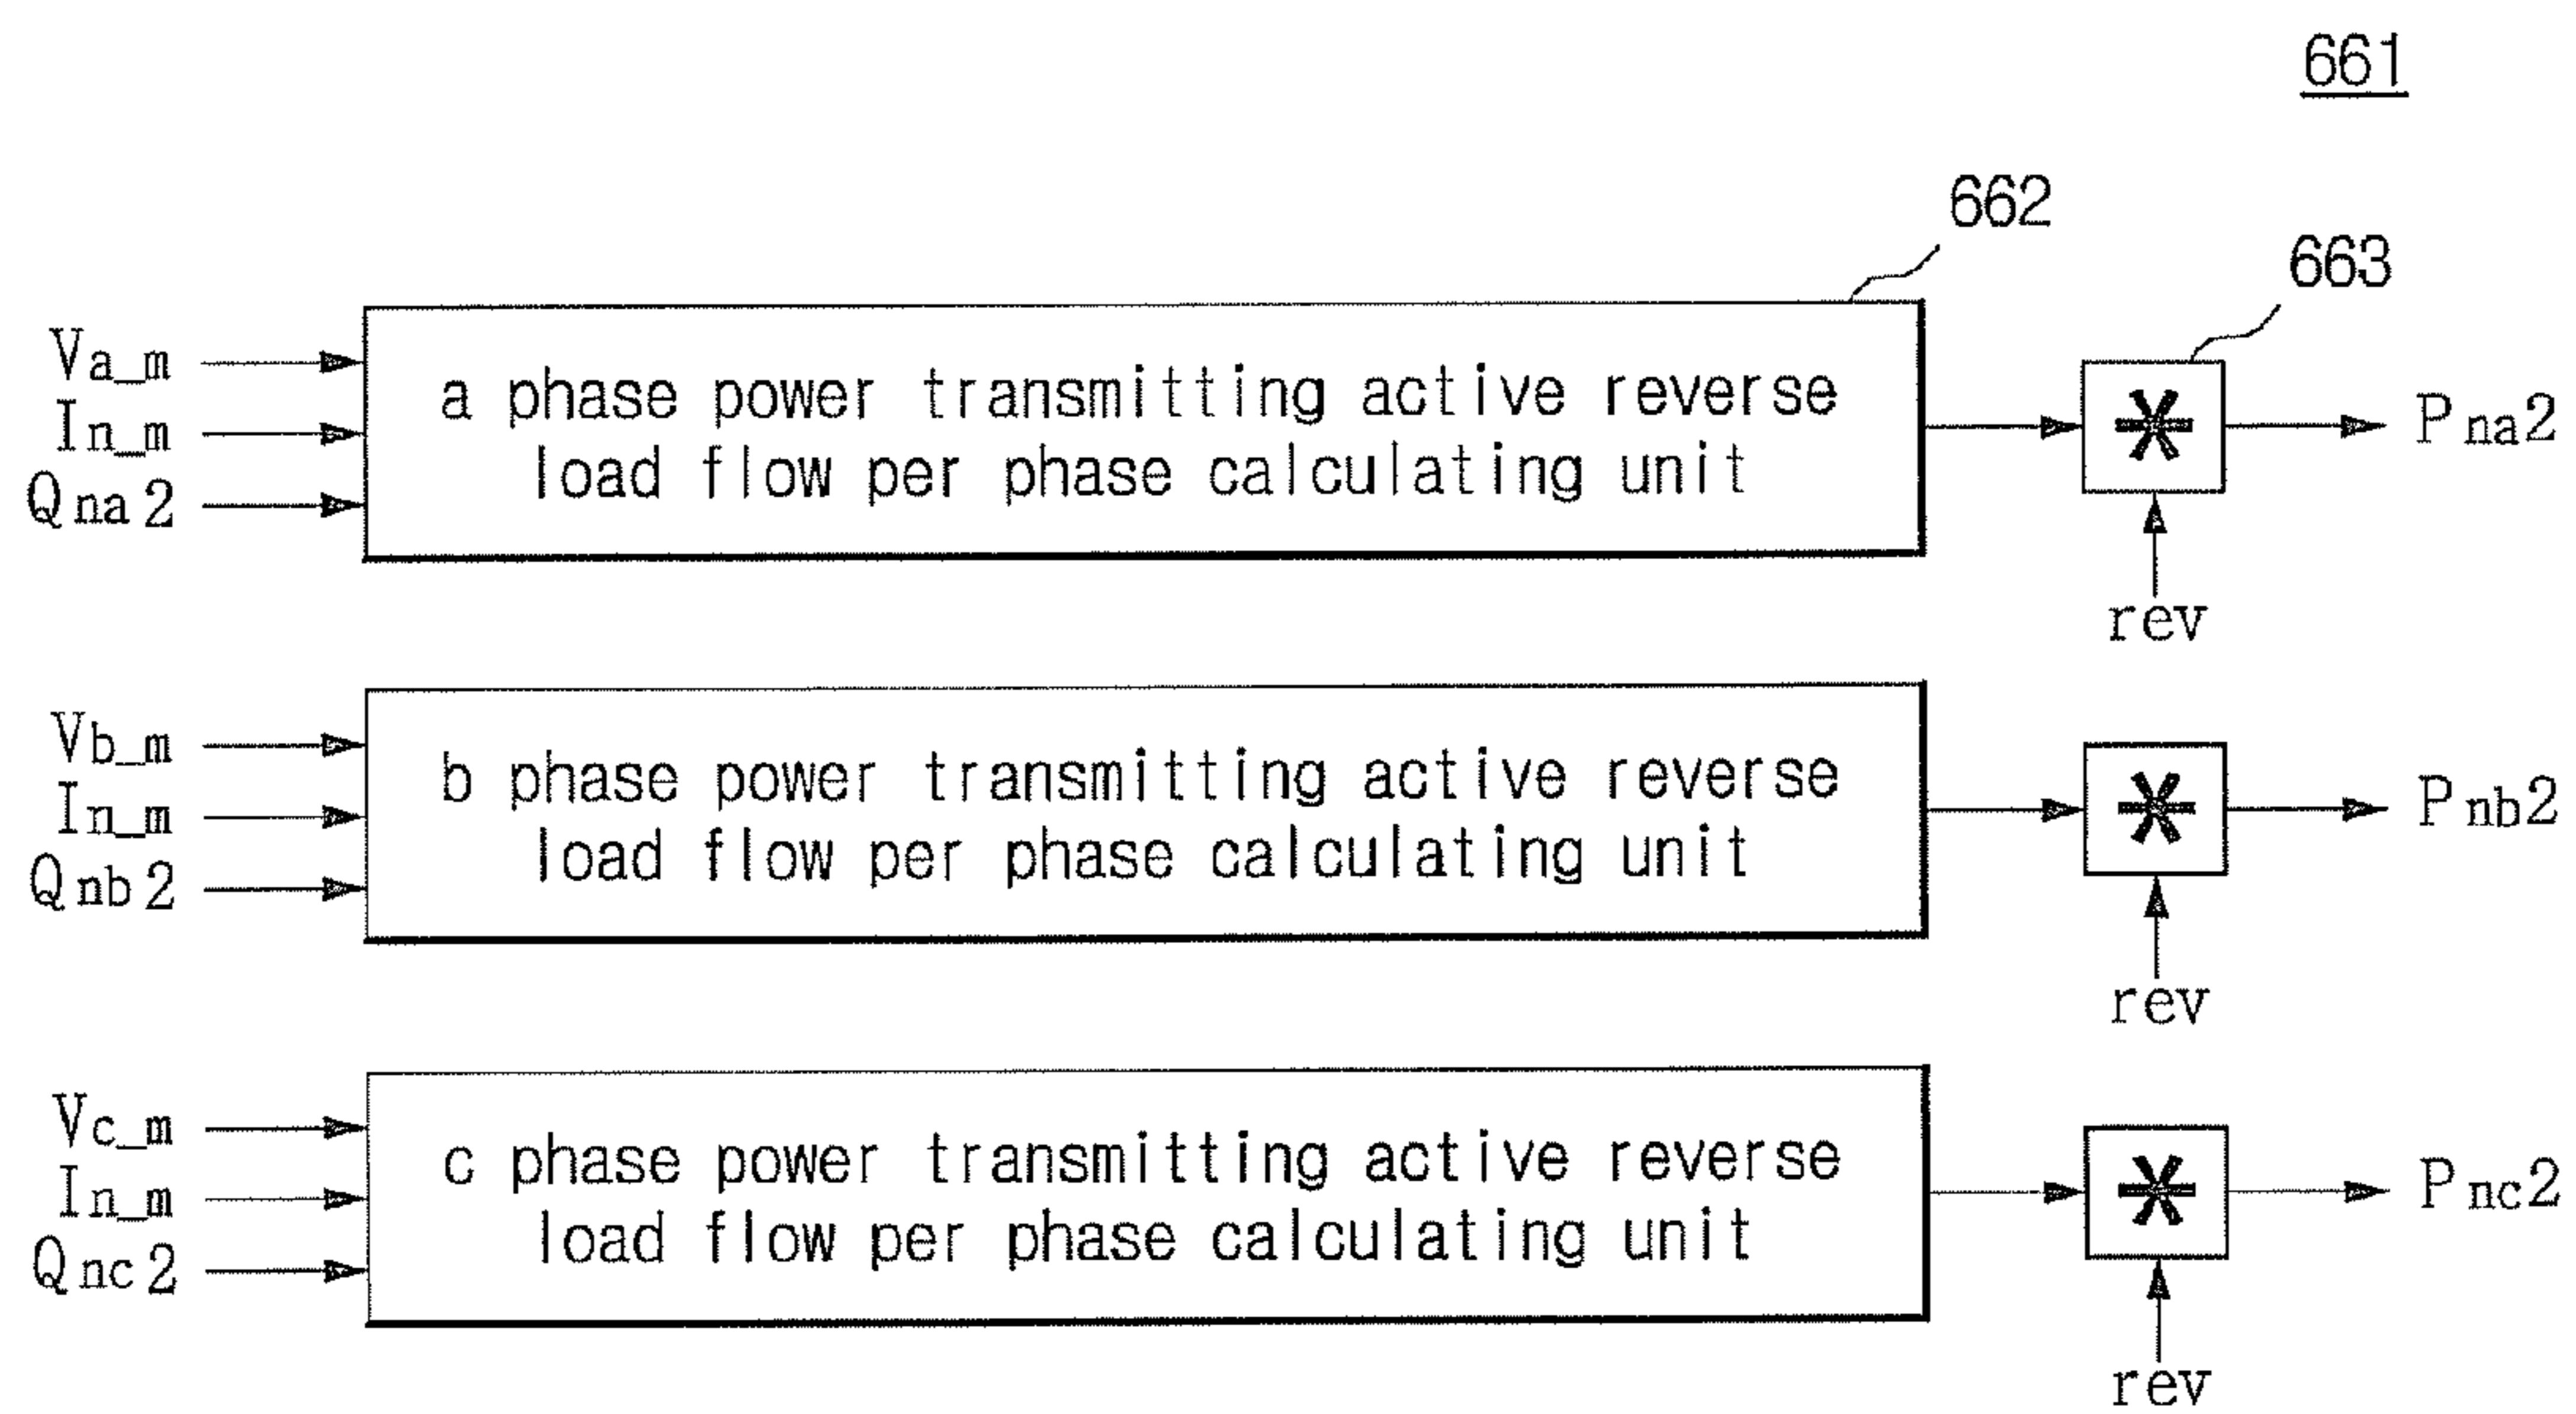 661
662
663
Va_m
In_m
Qna2
a phase power transmitting active reverse
load flow per phase calculating unit
*
Pna2
rev
Vb_m
In_m
Qnb2
b phase power transmitting active reverse
load flow per phase calculating unit
*
Pnb2
rev
Vc_m
In_m
Qnc2
c phase power transmitting active reverse
load flow per phase calculating unit
*
Pnc2
rev